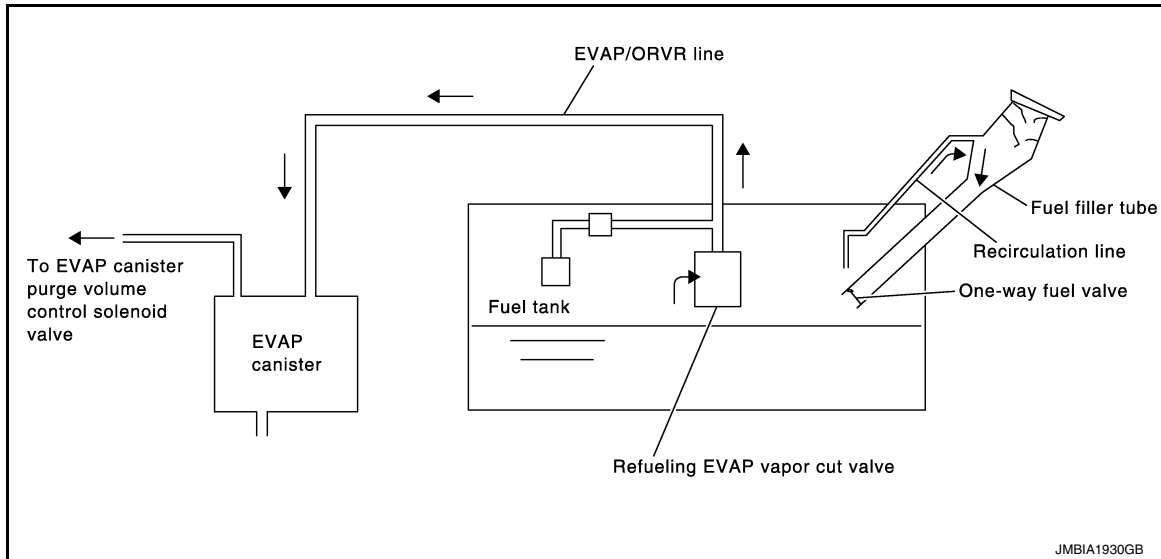 EVAP/ORVR line
Fuel filler tube
Recirculation line
One-way fuel valve
To EVAP canister
purge volume
control solenoid
valve
Fuel tank
EVAP
canister
Refueling EVAP vapor cut valve
JMBIA1930GB